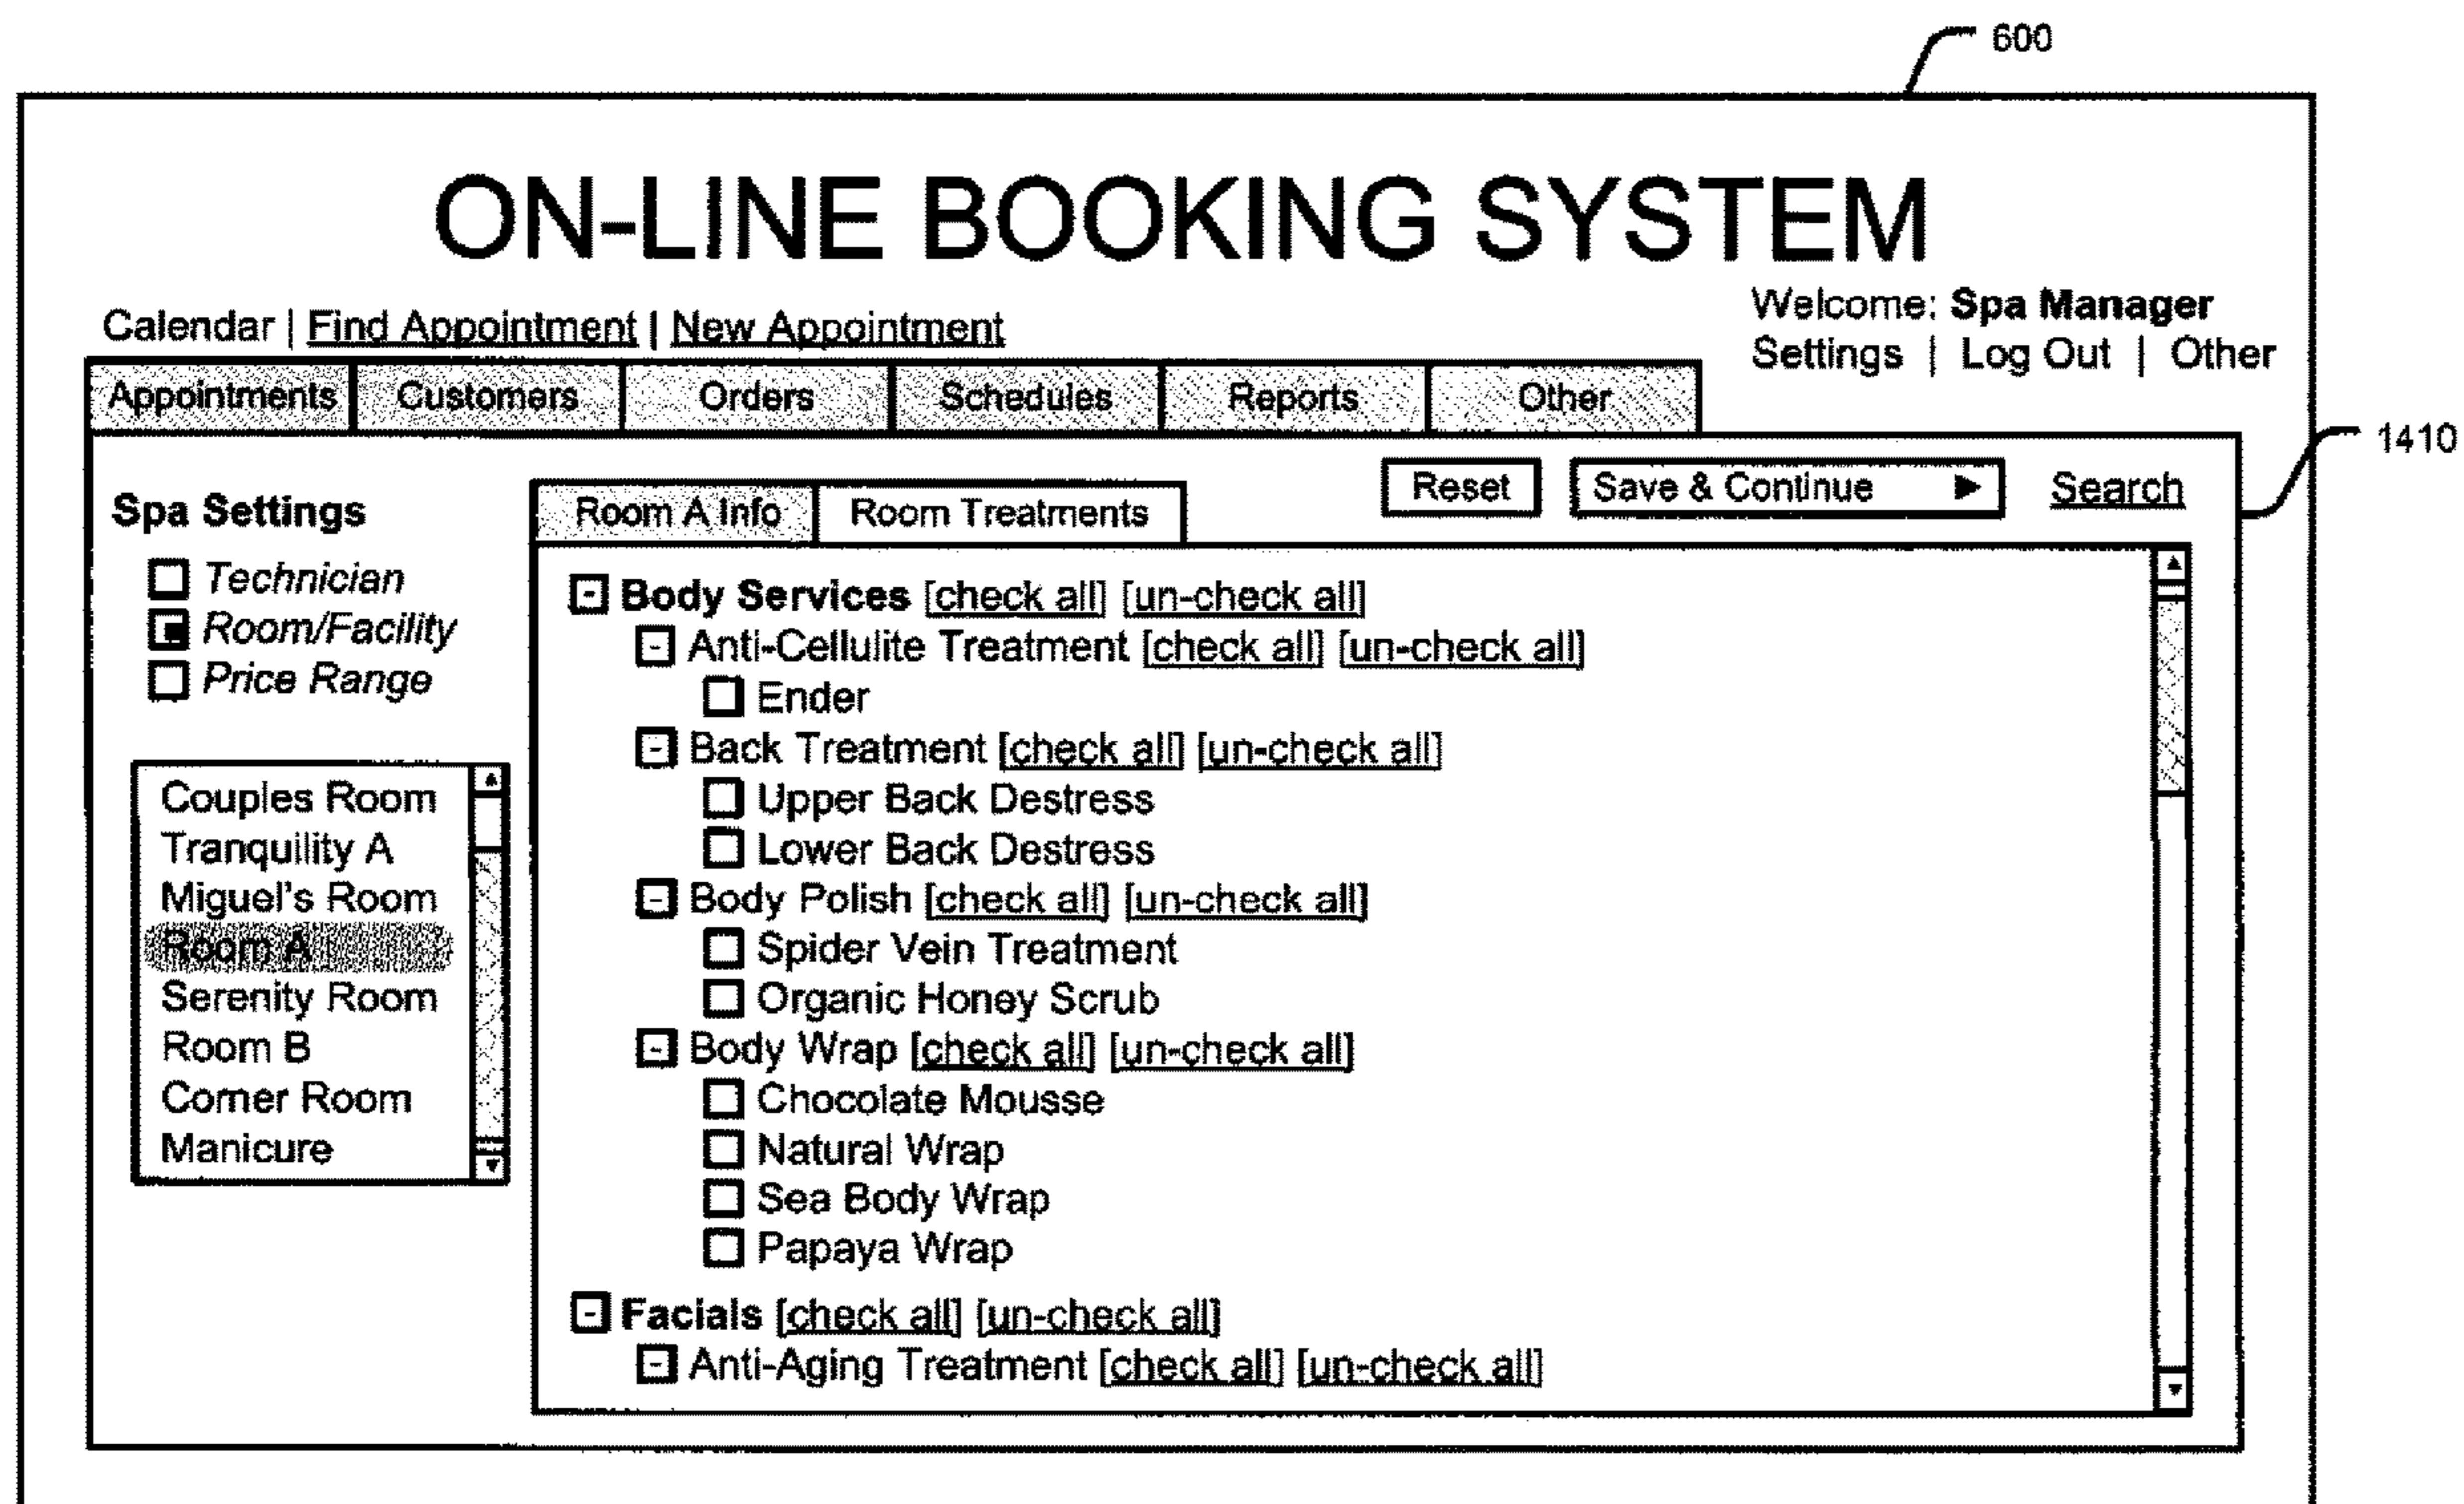 600
ON-LINE BOOKING SYSTEM
Calendar | Find Appointment | New Appointment
Welcome: Spa Manager
Settings | Log Out | Other
Appointments Customers Orders Schedules Reports Other
1410
Spa Settings
Technician
Room/Facility
Price Range
Couples Room
Tranquility A
Miguel's Room
Room A
Serenity Room
Room B
Corner Room
Manicure
Room A Info Room Treatments
Reset Save & Continue Search
Body Services [check all] [un-check all]
Anti-Cellulite Treatment [check all] [un-check all]
Ender
Back Treatment [check all] [un-check all]
Upper Back Destress
Lower Back Destress
Body Polish [check all] [un-check all]
Spider Vein Treatment
Organic Honey Scrub
Body Wrap [check all] [un-check all]
Chocolate Mousse
Natural Wrap
Sea Body Wrap
Papaya Wrap
Facials [check all] [un-check all]
Anti-Aging Treatment [check all] [un-check all]